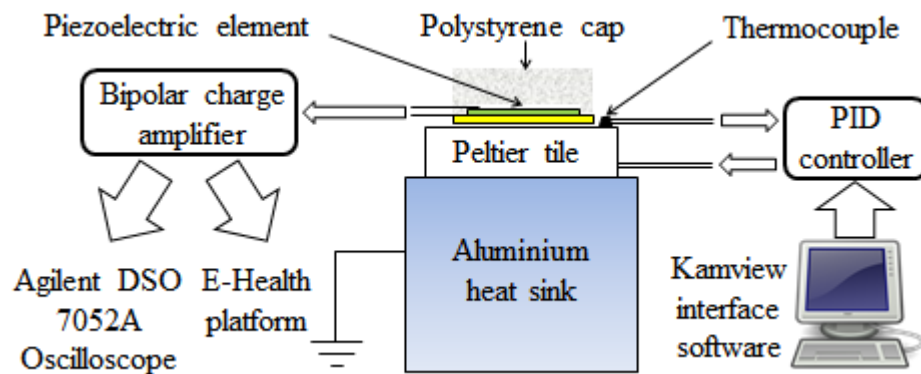 Piezoelectric element
Polystyrene cap
Thermocouple
Bipolar charge
amplifier
PID
controller
Peltier tile
Aluminium
heat sink
Agilent DSO
7052A
Oscilloscope
E-Health
platform
Kamview
interface
software